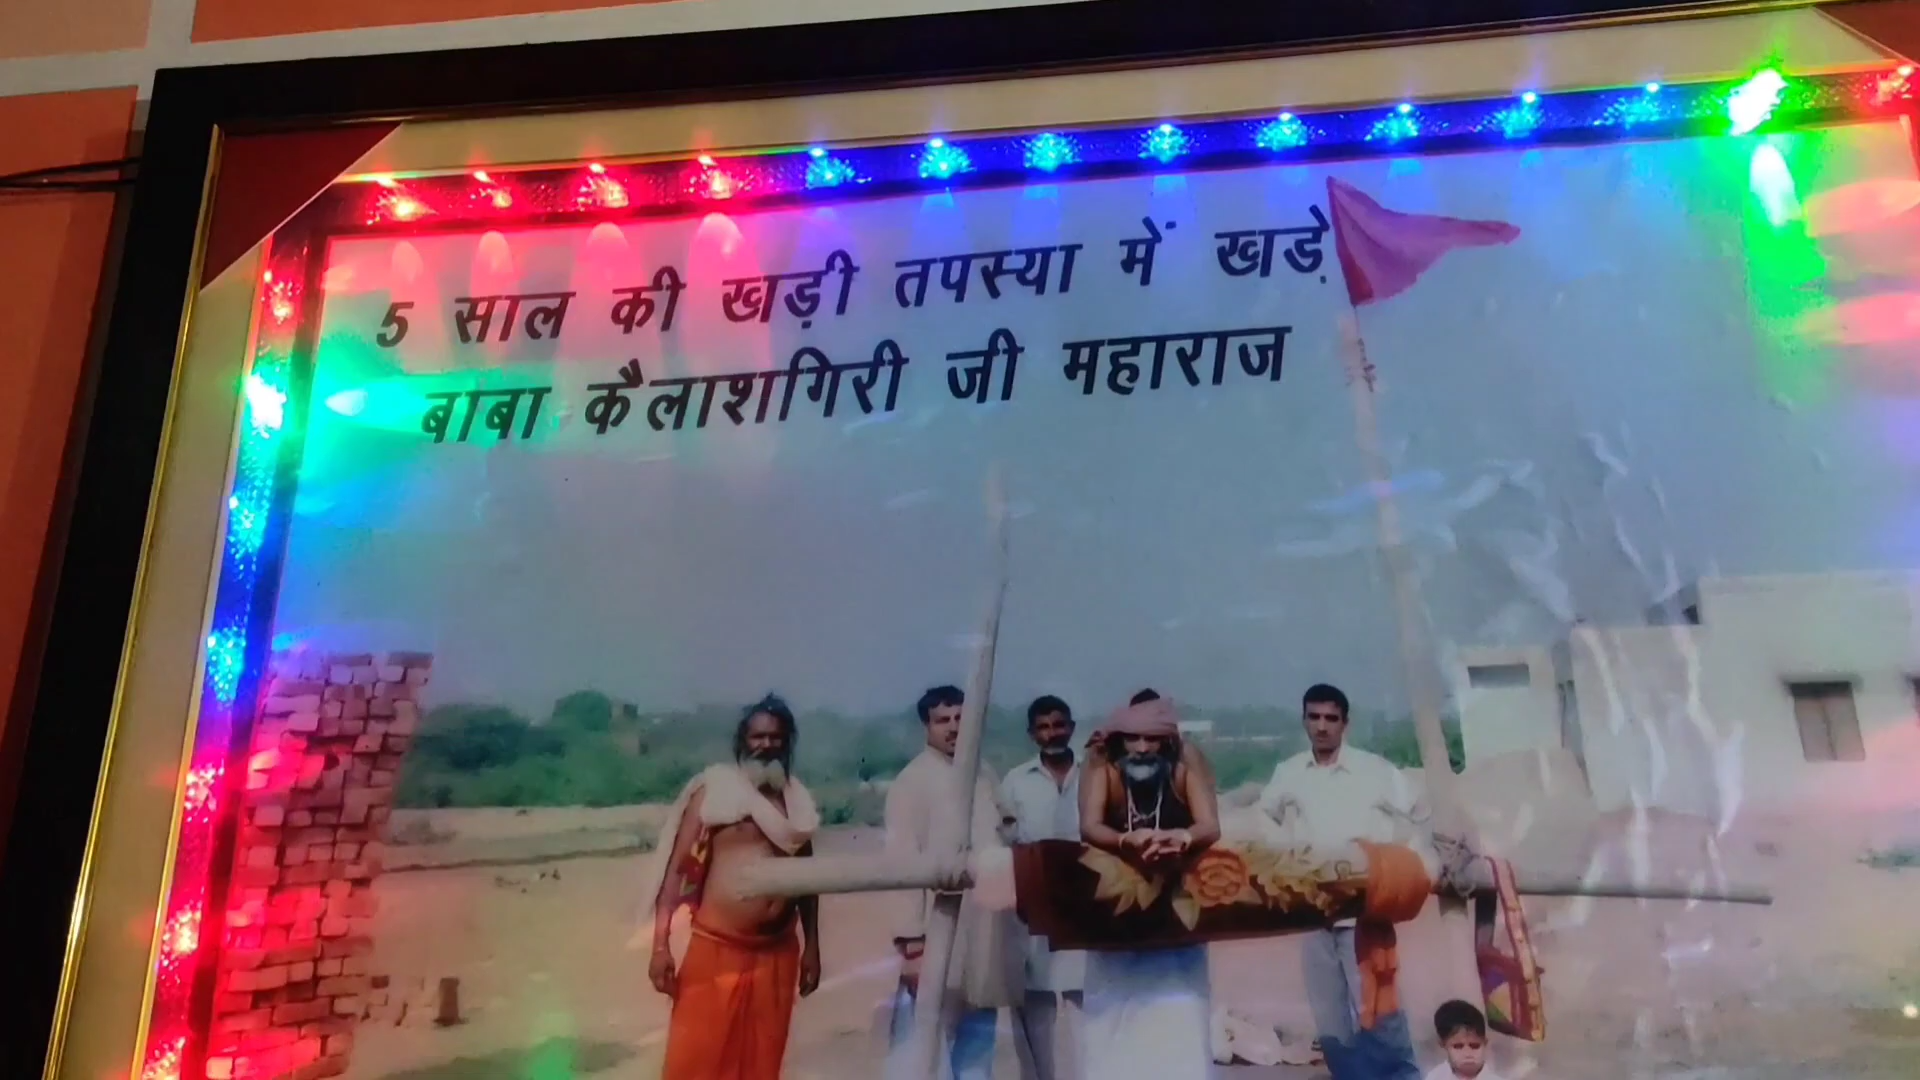 5 साल की खड़ी तपस्या में खडे़
बाबा कैलाशगिरी जी महाराज